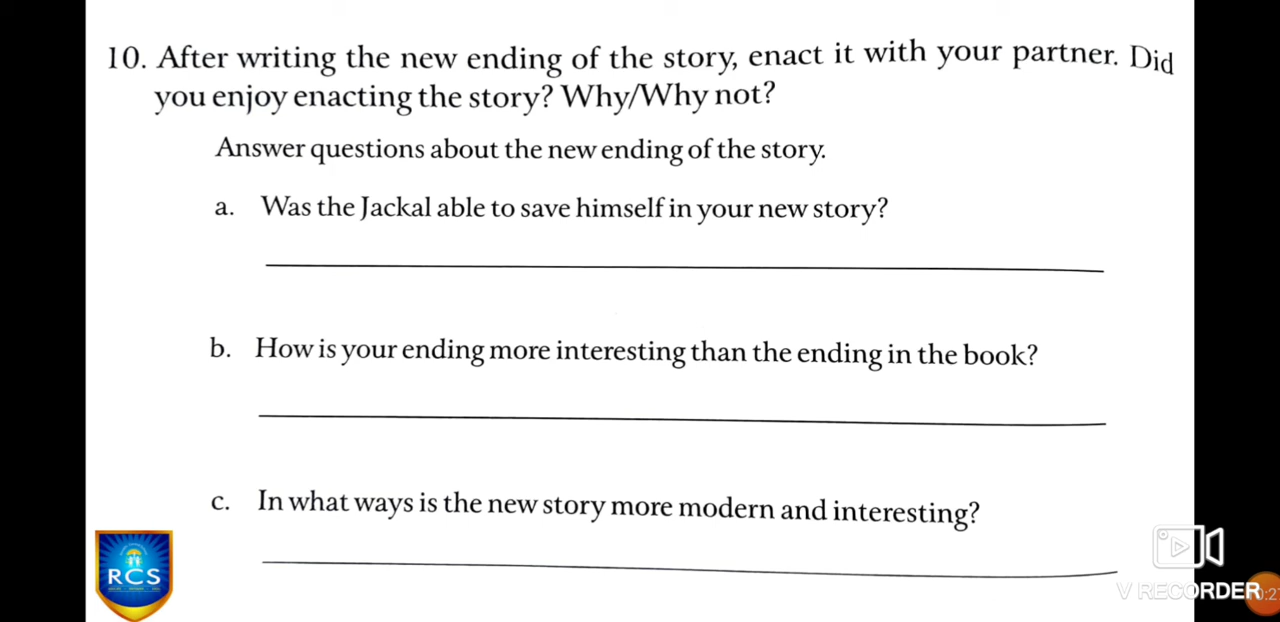 10. After writing the new ending of the story, enact it with your partner. Did
you enjoy enacting the story? Why/Why not?
Answer questions about the new ending of the story.
a. Was the Jackal able to save himself in your new story?
b. How is your ending more interesting than the ending in the book?
c. In what ways is the new story more modern and interesting?
RCS
V RECORDER
0:27